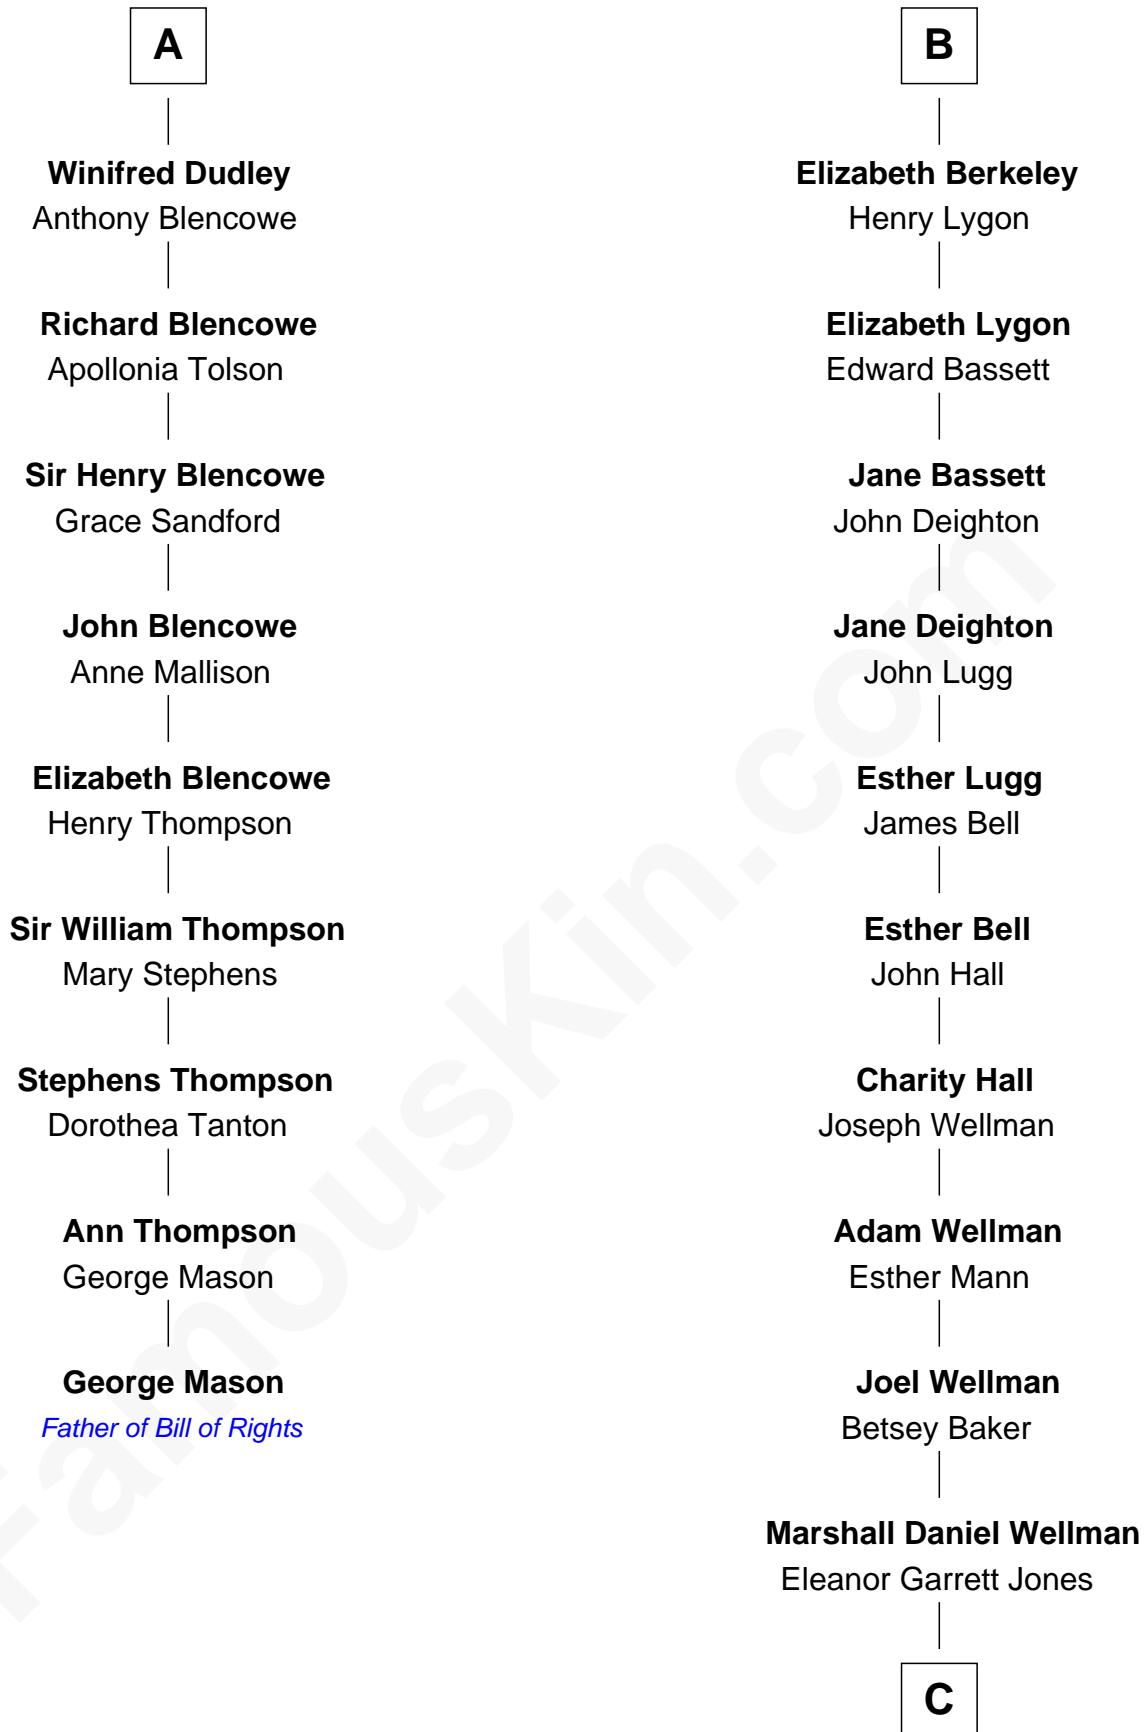 A
Winifred Dudley
Anthony Blencowe
Richard Blencowe
Apollonia Tolson
Sir Henry Blencowe
Grace Sandford
John Blencowe
Anne Mallison
Elizabeth Blencowe
Henry Thompson
Sir William Thompson
Mary Stephens
Stephens Thompson
Dorothea Tanton
Ann Thompson
George Mason
George Mason
Father of Bill of Rights
B
Elizabeth Berkeley
Henry Lygon
Elizabeth Lygon
Edward Bassett
Jane Bassett
John Deighton
Jane Deighton
John Lugg
Esther Lugg
James Bell
Esther Bell
John Hall
Charity Hall
Joseph Wellman
Adam Wellman
Esther Mann
Joel Wellman
Betsey Baker
Marshall Daniel Wellman
Eleanor Garrett Jones
C
FamousKin.com